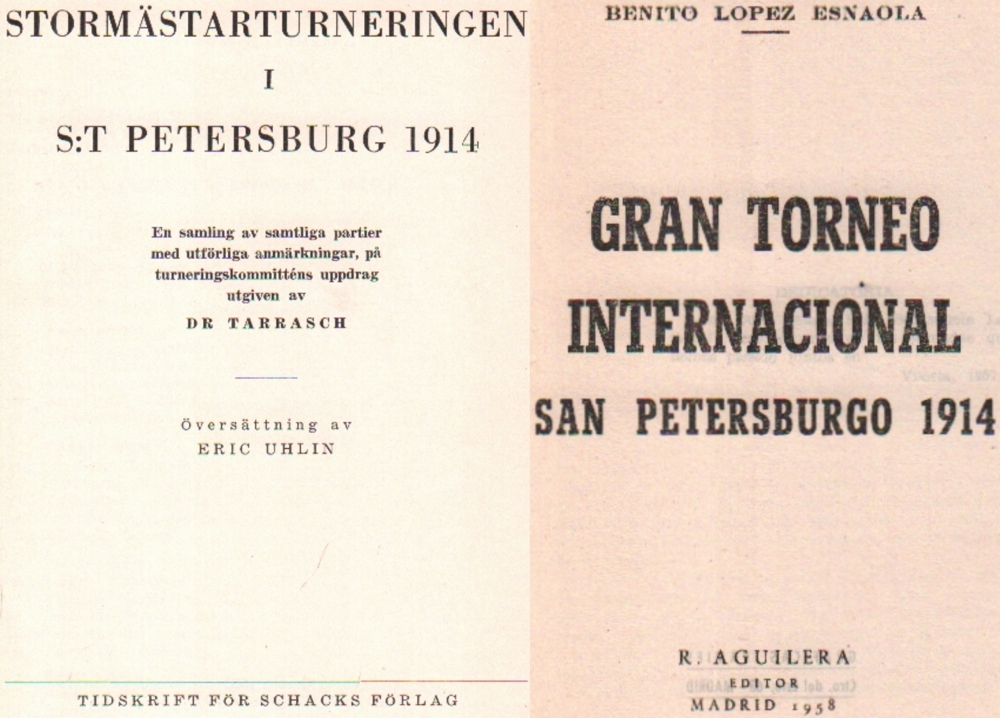 STORMÄSTARTURNERINGEN
I
S:T PETERSBURG 1914
En samling av samtliga partier
med utförliga anmärkningar, på
turneringskommitténs uppdrag
utgiven av
DR TARRASCH
Översättning av
ERIC UHLIN
TIDSKRIFT FÖR SCHACKS FÖRLAG
BENITO LOPEZ ESNAOLA
GRAN TORNEO
INTERNACIONAL
SAN PETERSBURGO 1914
R. AGUILERA
EDITOR
MADRID 1958